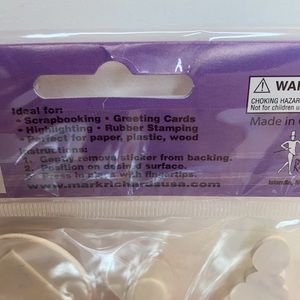 Ideal for:
• Scrapbooking • Greeting Cards
• Highlighting • Rubber Stamping
• Perfect for paper, plastic, wood
Instructions:
1. Gently remove sticker from backing.
2. Position on desired surface.
3. Press in place with fingertips.
www.markrichardsusa.com
WAR
CHOKING HAZAR
Not for children u
Made in